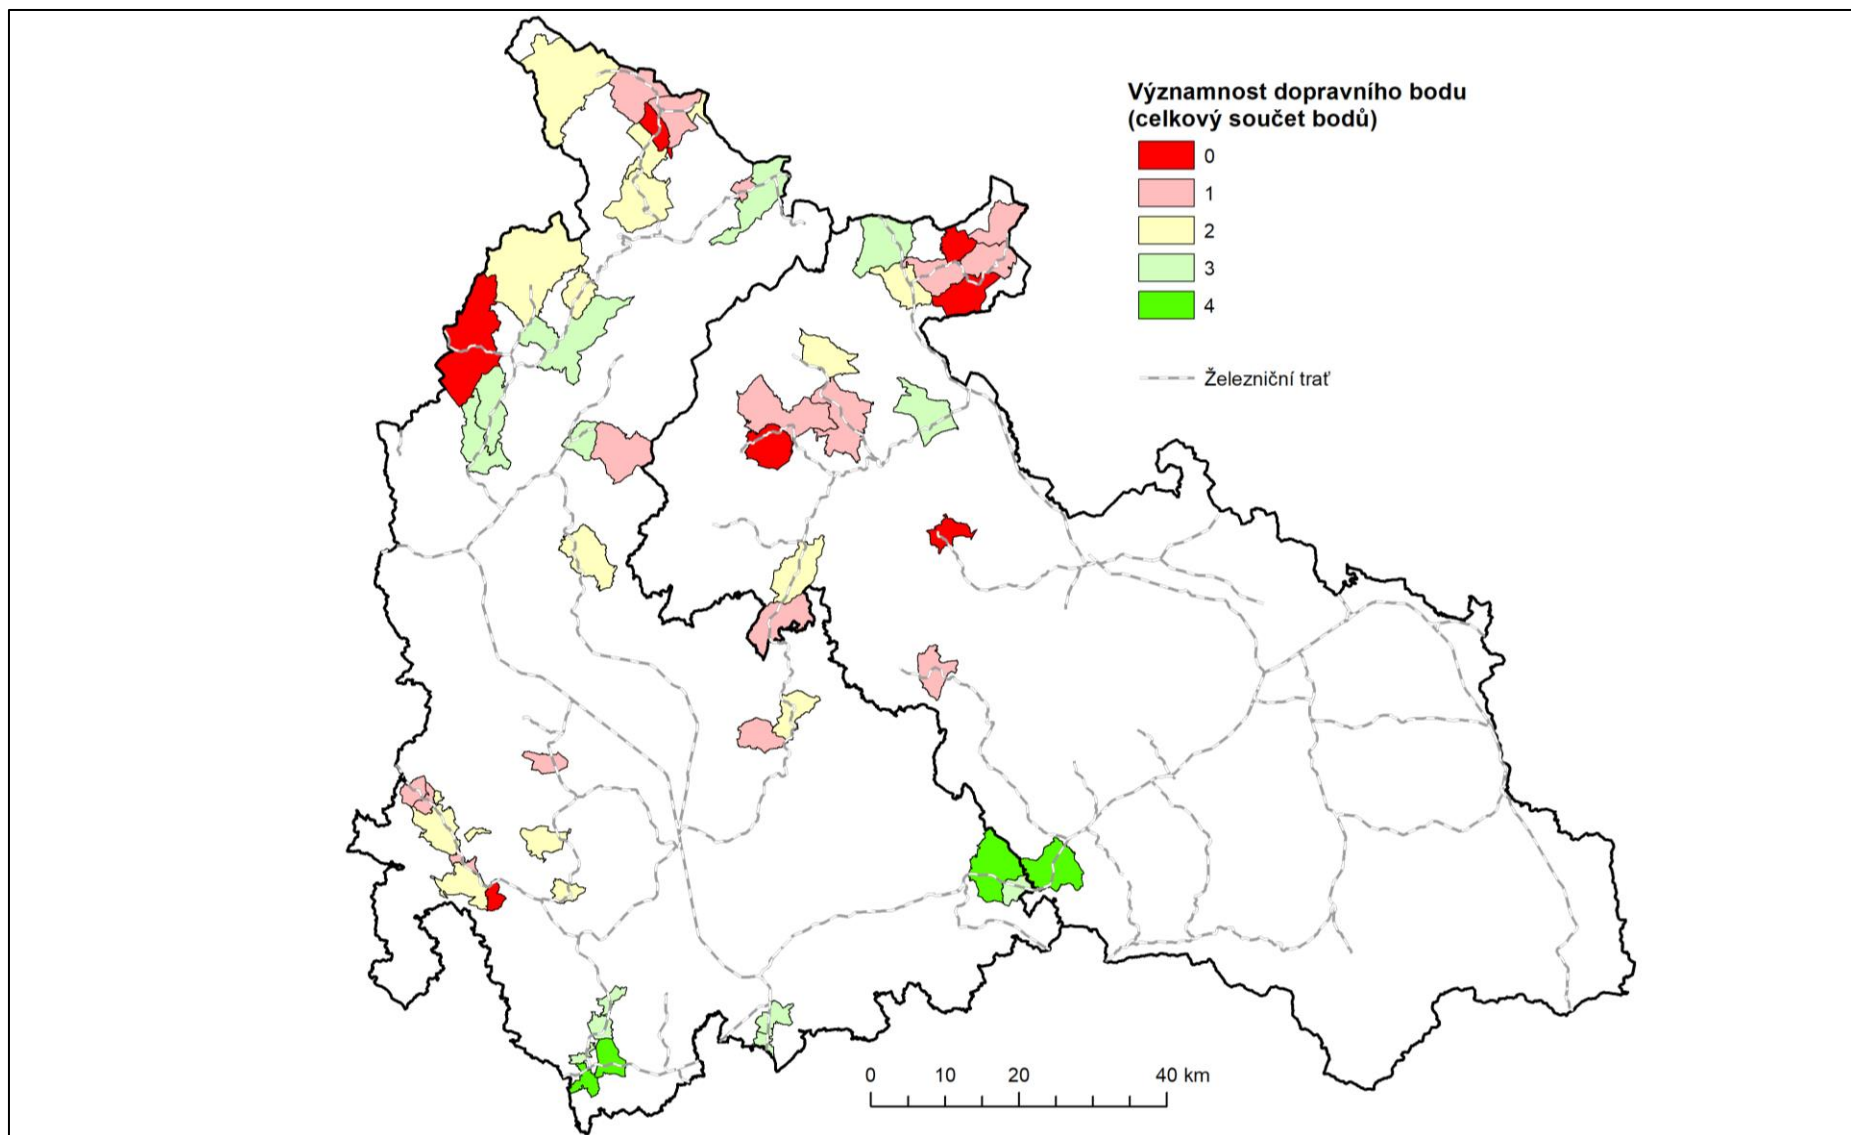 Významnost dopravního bodu
(celkový součet bodů)
0
1
2
3
4
Železniční trať
0 10 20 40 km